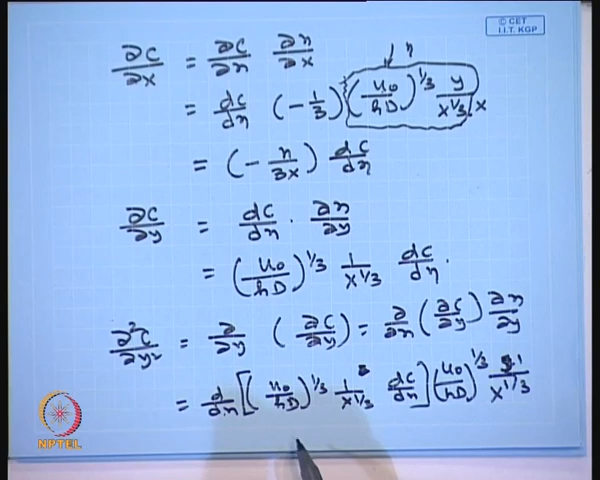 © CET
I.I.T. KGP
∂c/∂x = ∂c/∂η ∂η/∂x
η
= dc/dη (-1/3) (u₀/hD)^1/3 y/x^1/3 . x
= (-η/3x) dc/dη
∂c/∂y = dc/dη . ∂η/∂y
= (u₀/hD)^1/3 1/x^1/3 dc/dη .
∂²c/∂y² = ∂/∂y (∂c/∂y) = ∂/∂η (∂c/∂y) ∂η/∂y
= d/dη [(u₀/hD)^1/3 1/x^1/3 dc/dη] (u₀/hD)^1/3 1/x^1/3
NPTEL